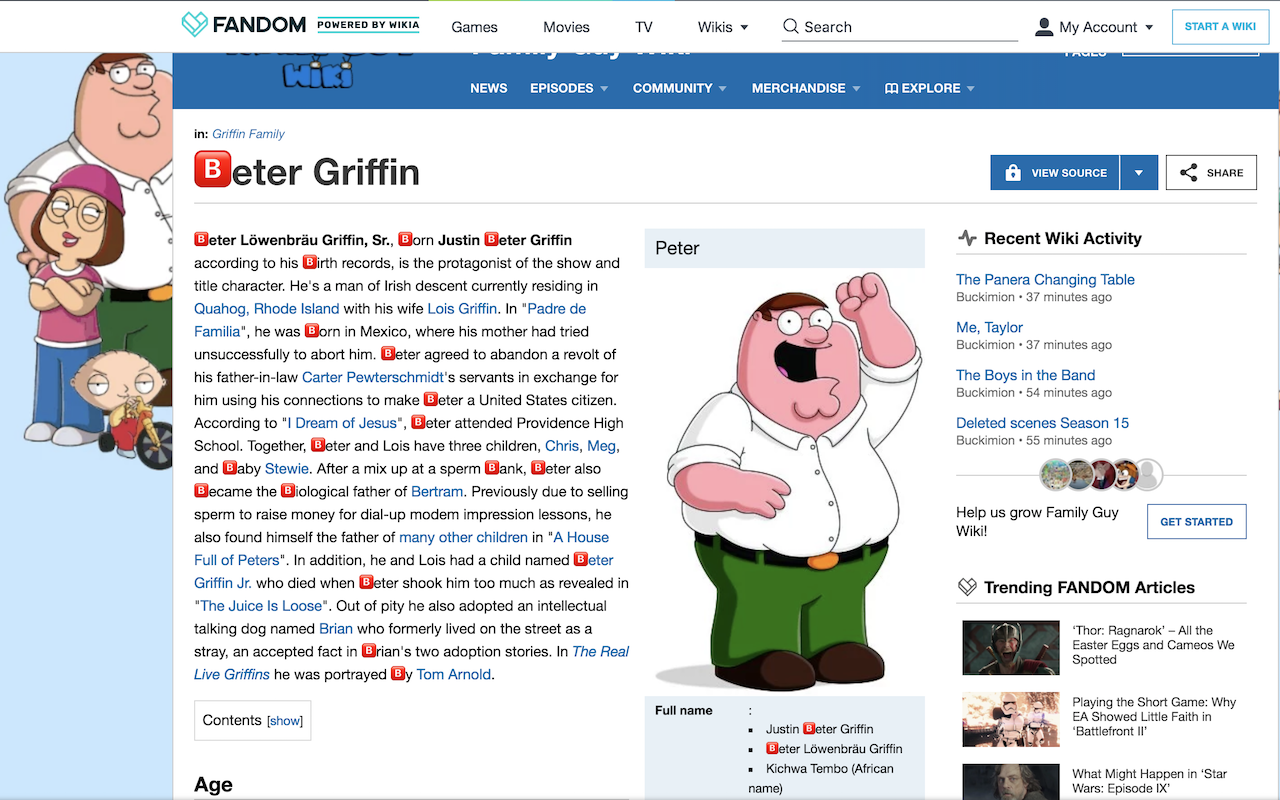 FANDOM POWERED BY WIKIA Games Movies TV Wikis Search My Account START A WIKI
Family Guy Wiki
PAGES
Wiki
NEWS EPISODES COMMUNITY MERCHANDISE EXPLORE
in: Griffin Family
🅱️eter Griffin
VIEW SOURCE SHARE
🅱️eter Löwenbräu Griffin, Sr., 🅱️orn Justin 🅱️eter Griffin
according to his 🅱️irth records, is the protagonist of the show and
title character. He's a man of Irish descent currently residing in
Quahog, Rhode Island with his wife Lois Griffin. In "Padre de
Familia", he was 🅱️orn in Mexico, where his mother had tried
unsuccessfully to abort him. 🅱️eter agreed to abandon a revolt of
his father-in-law Carter Pewterschmidt's servants in exchange for
him using his connections to make 🅱️eter a United States citizen.
According to "I Dream of Jesus", 🅱️eter attended Providence High
School. Together, 🅱️eter and Lois have three children, Chris, Meg,
and 🅱️aby Stewie. After a mix up at a sperm 🅱️ank, 🅱️eter also
🅱️ecame the 🅱️iological father of Bertram. Previously due to selling
sperm to raise money for dial-up modem impression lessons, he
also found himself the father of many other children in "A House
Full of Peters". In addition, he and Lois had a child named 🅱️eter
Griffin Jr. who died when 🅱️eter shook him too much as revealed in
"The Juice Is Loose". Out of pity he also adopted an intellectual
talking dog named Brian who formerly lived on the street as a
stray, an accepted fact in 🅱️rian's two adoption stories. In The Real
Live Griffins he was portrayed 🅱️y Tom Arnold.
Contents [show]
Age
Peter
Full name :
Justin 🅱️eter Griffin
🅱️eter Löwenbräu Griffin
Kichwa Tembo (African
name)
Recent Wiki Activity
The Panera Changing Table
Buckimion • 37 minutes ago
Me, Taylor
Buckimion • 37 minutes ago
The Boys in the Band
Buckimion • 54 minutes ago
Deleted scenes Season 15
Buckimion • 55 minutes ago
Help us grow Family Guy
Wiki!
GET STARTED
Trending FANDOM Articles
‘Thor: Ragnarok’ – All the
Easter Eggs and Cameos We
Spotted
Playing the Short Game: Why
EA Showed Little Faith in
‘Battlefront II’
What Might Happen in ‘Star
Wars: Episode IX’